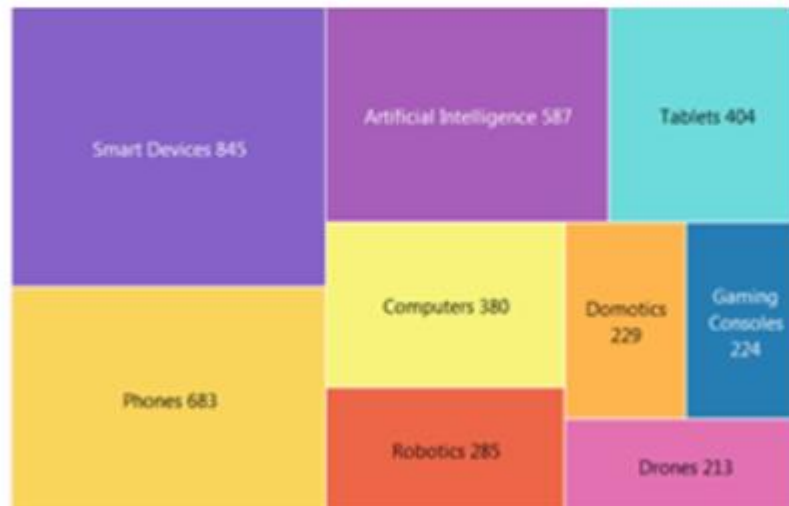 Smart Devices 845
Artificial Intelligence 587
Tablets 404
Phones 683
Computers 380
Domotics
229
Gaming
Consoles
224
Robotics 285
Drones 213